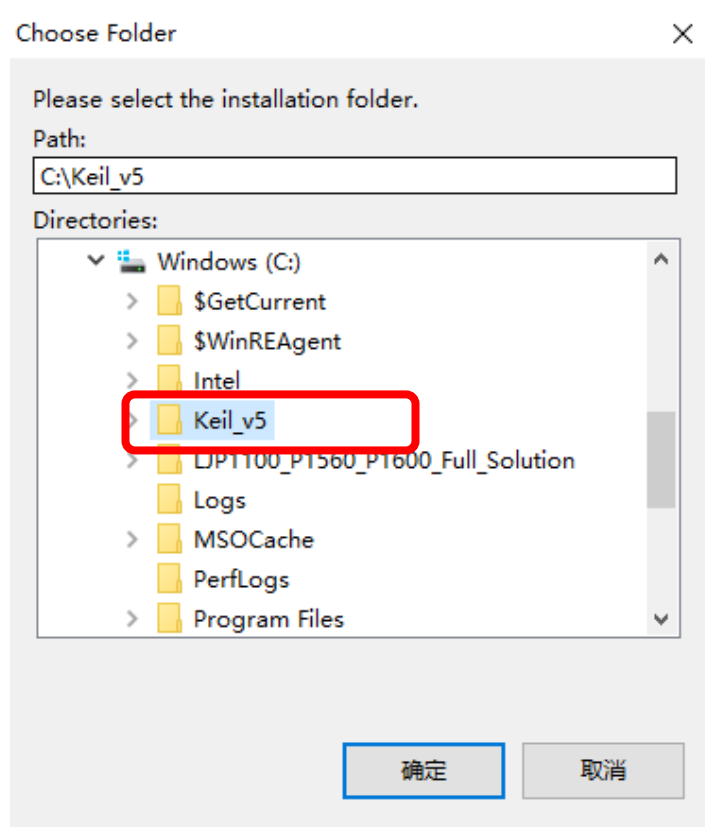 Choose Folder
Please select the installation folder.
Path:
C:\Keil_v5
Directories:
Windows (C:)
$GetCurrent
$WinREAgent
Intel
Keil_v5
LJP1100_P1560_P1600_Full_Solution
Logs
MSOCache
PerfLogs
Program Files
确定 取消